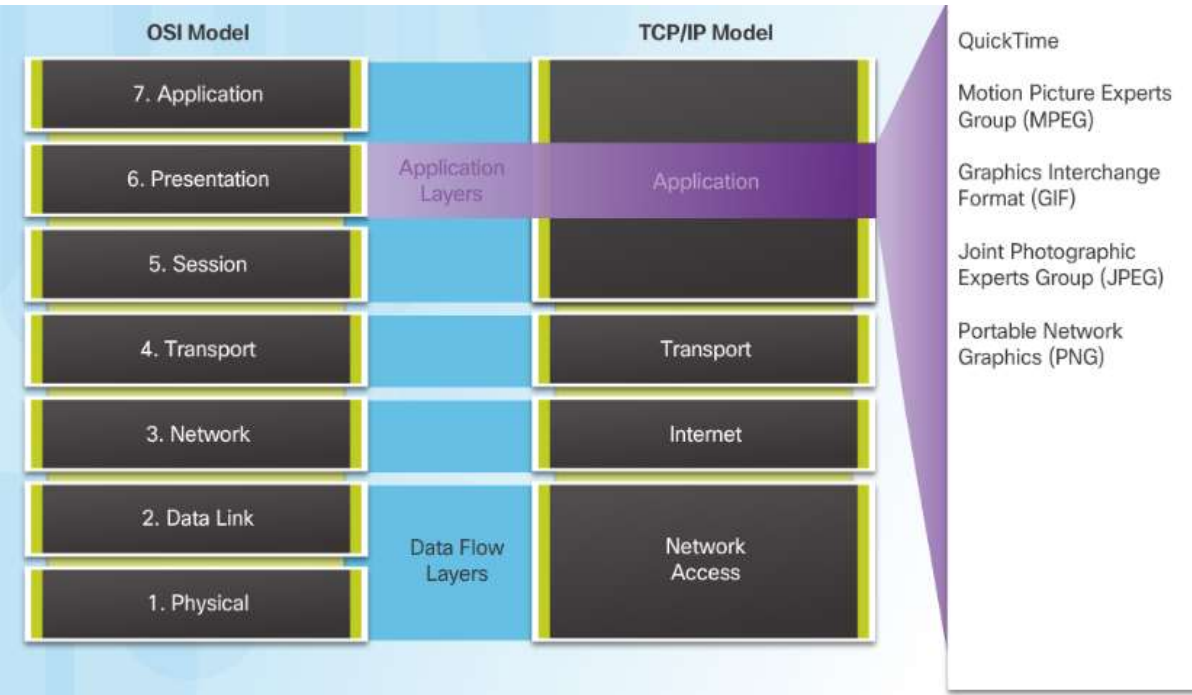 OSI Model
TCP/IP Model
7. Application
6. Presentation
5. Session
4. Transport
3. Network
2. Data Link
1. Physical
Application
Layers
Data Flow
Layers
Application
Transport
Internet
Network
Access
QuickTime
Motion Picture Experts
Group (MPEG)
Graphics Interchange
Format (GIF)
Joint Photographic
Experts Group (JPEG)
Portable Network
Graphics (PNG)